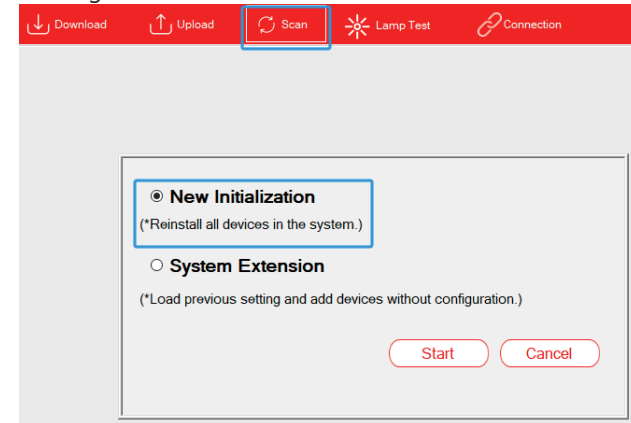 Download Upload Scan Lamp Test Connection
New Initialization
(*Reinstall all devices in the system.)
System Extension
(*Load previous setting and add devices without configuration.)
Start Cancel